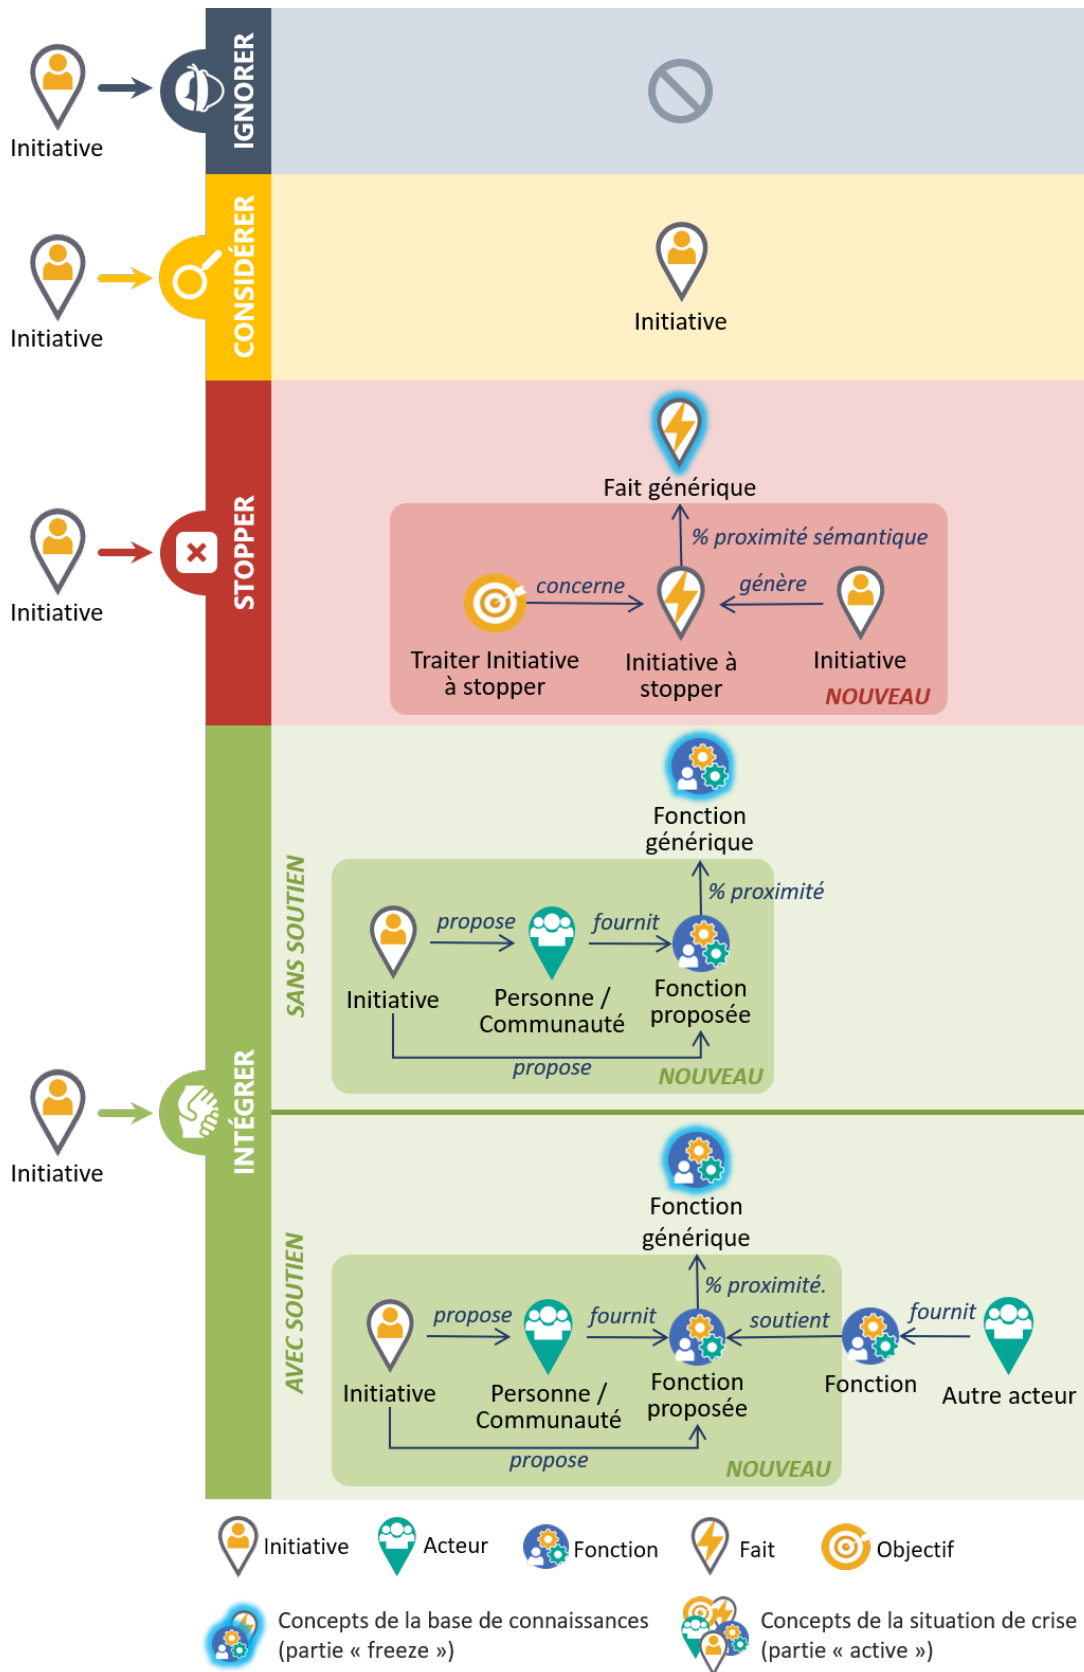 IGNORER
Initiative
CONSIDÉRER
Initiative
Initiative
STOPPER
Initiative
Fait générique
% proximité sémantique
concerne
génère
Traiter Initiative
à stopper
Initiative à
stopper
Initiative
NOUVEAU
INTÉGRER
Initiative
SANS SOUTIEN
Fonction
générique
% proximité
propose
fournit
Initiative
Personne /
Communauté
Fonction
proposée
propose
NOUVEAU
AVEC SOUTIEN
Fonction
générique
% proximité.
propose
fournit
soutient
fournit
Initiative
Personne /
Communauté
Fonction
proposée
Fonction
Autre acteur
propose
NOUVEAU
Initiative
Acteur
Fonction
Fait
Objectif
Concepts de la base de connaissances
(partie « freeze »)
Concepts de la situation de crise
(partie « active »)